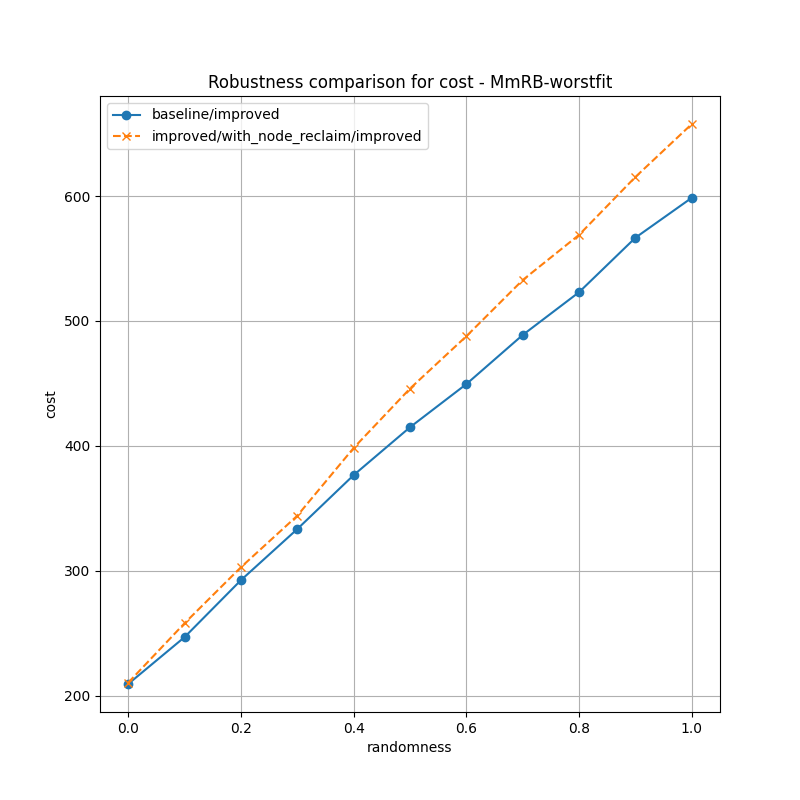 Robustness comparison for cost - MmRB-worstfit
baseline/improved
improved/with_node_reclaim/improved
600
500
400
300
200
cost
0.0 0.2 0.4 0.6 0.8 1.0
randomness